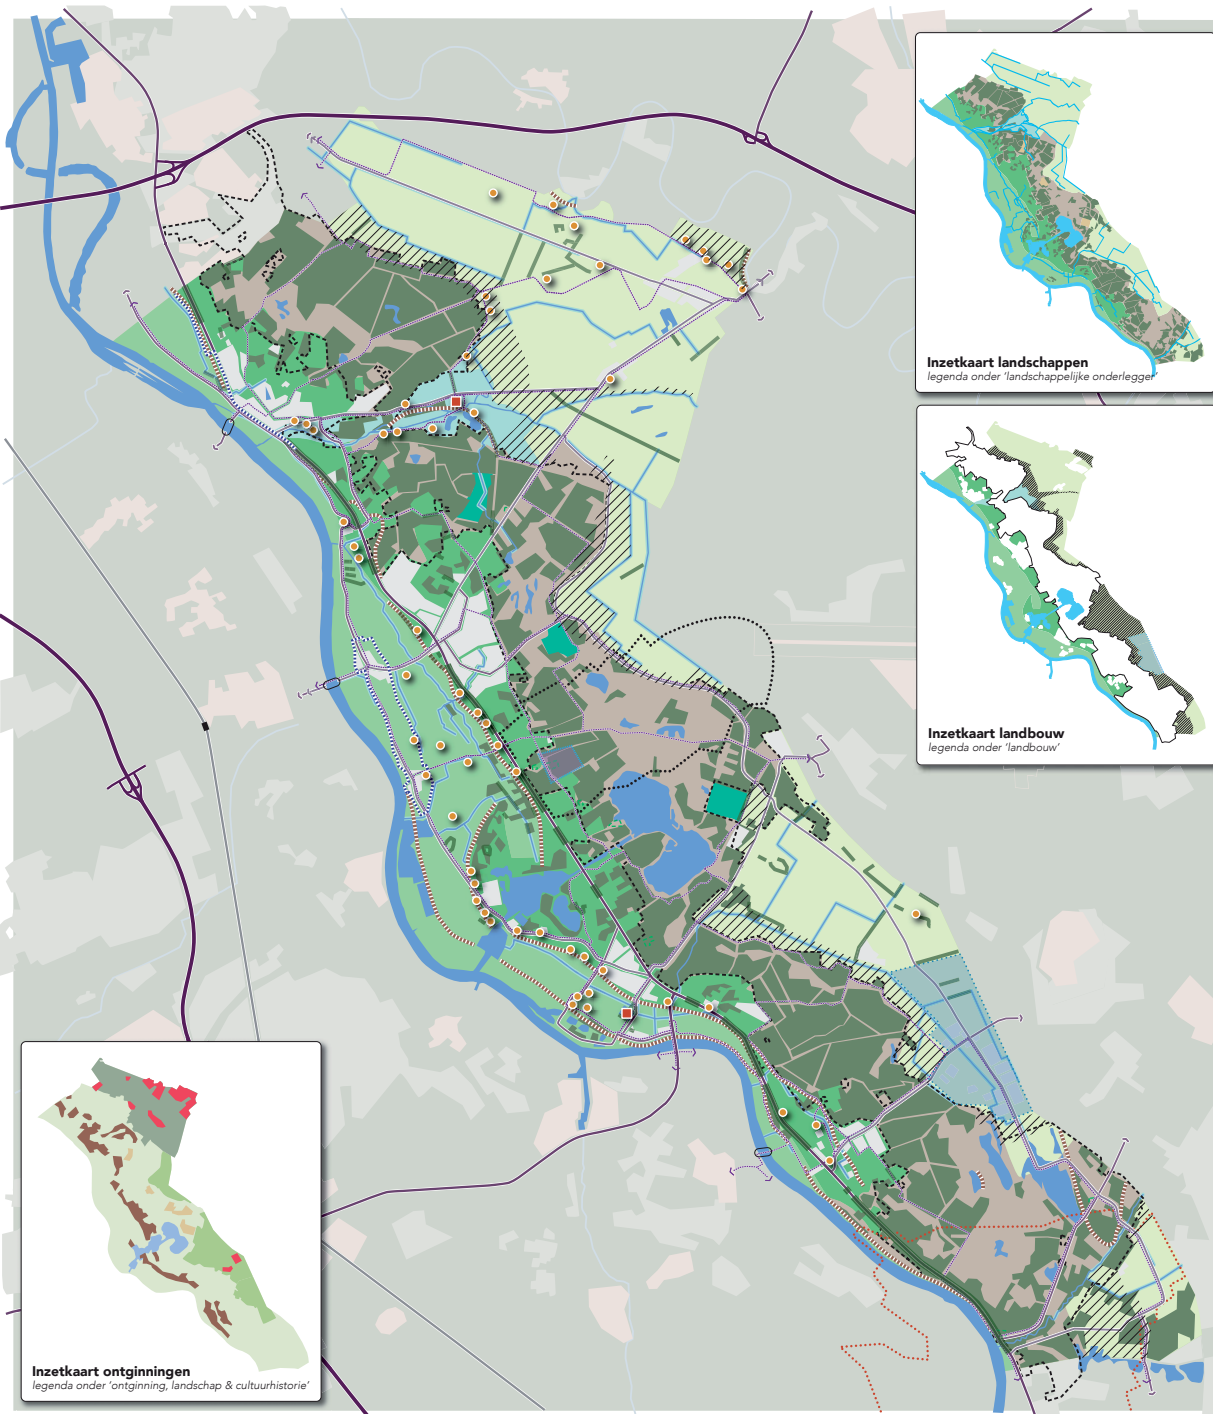 Inzetkaart landschappen
legenda onder 'landschappelijke onderlegger'
Inzetkaart landbouw
legenda onder 'landbouw'
Inzetkaart ontginningen
legenda onder 'ontginning, landschap & cultuurhistorie'